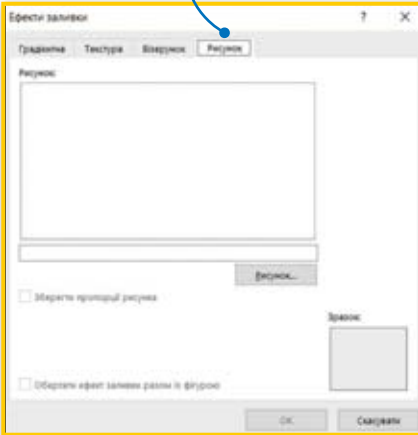 Ефекти заливки ? ×
Градієнтна Текстура Візерунок Рисунок
Рисунок:
Рисунок...
Зберегти пропорції рисунка
Зразок:
Обертати ефект заливки разом із фігурою
OK Скасувати